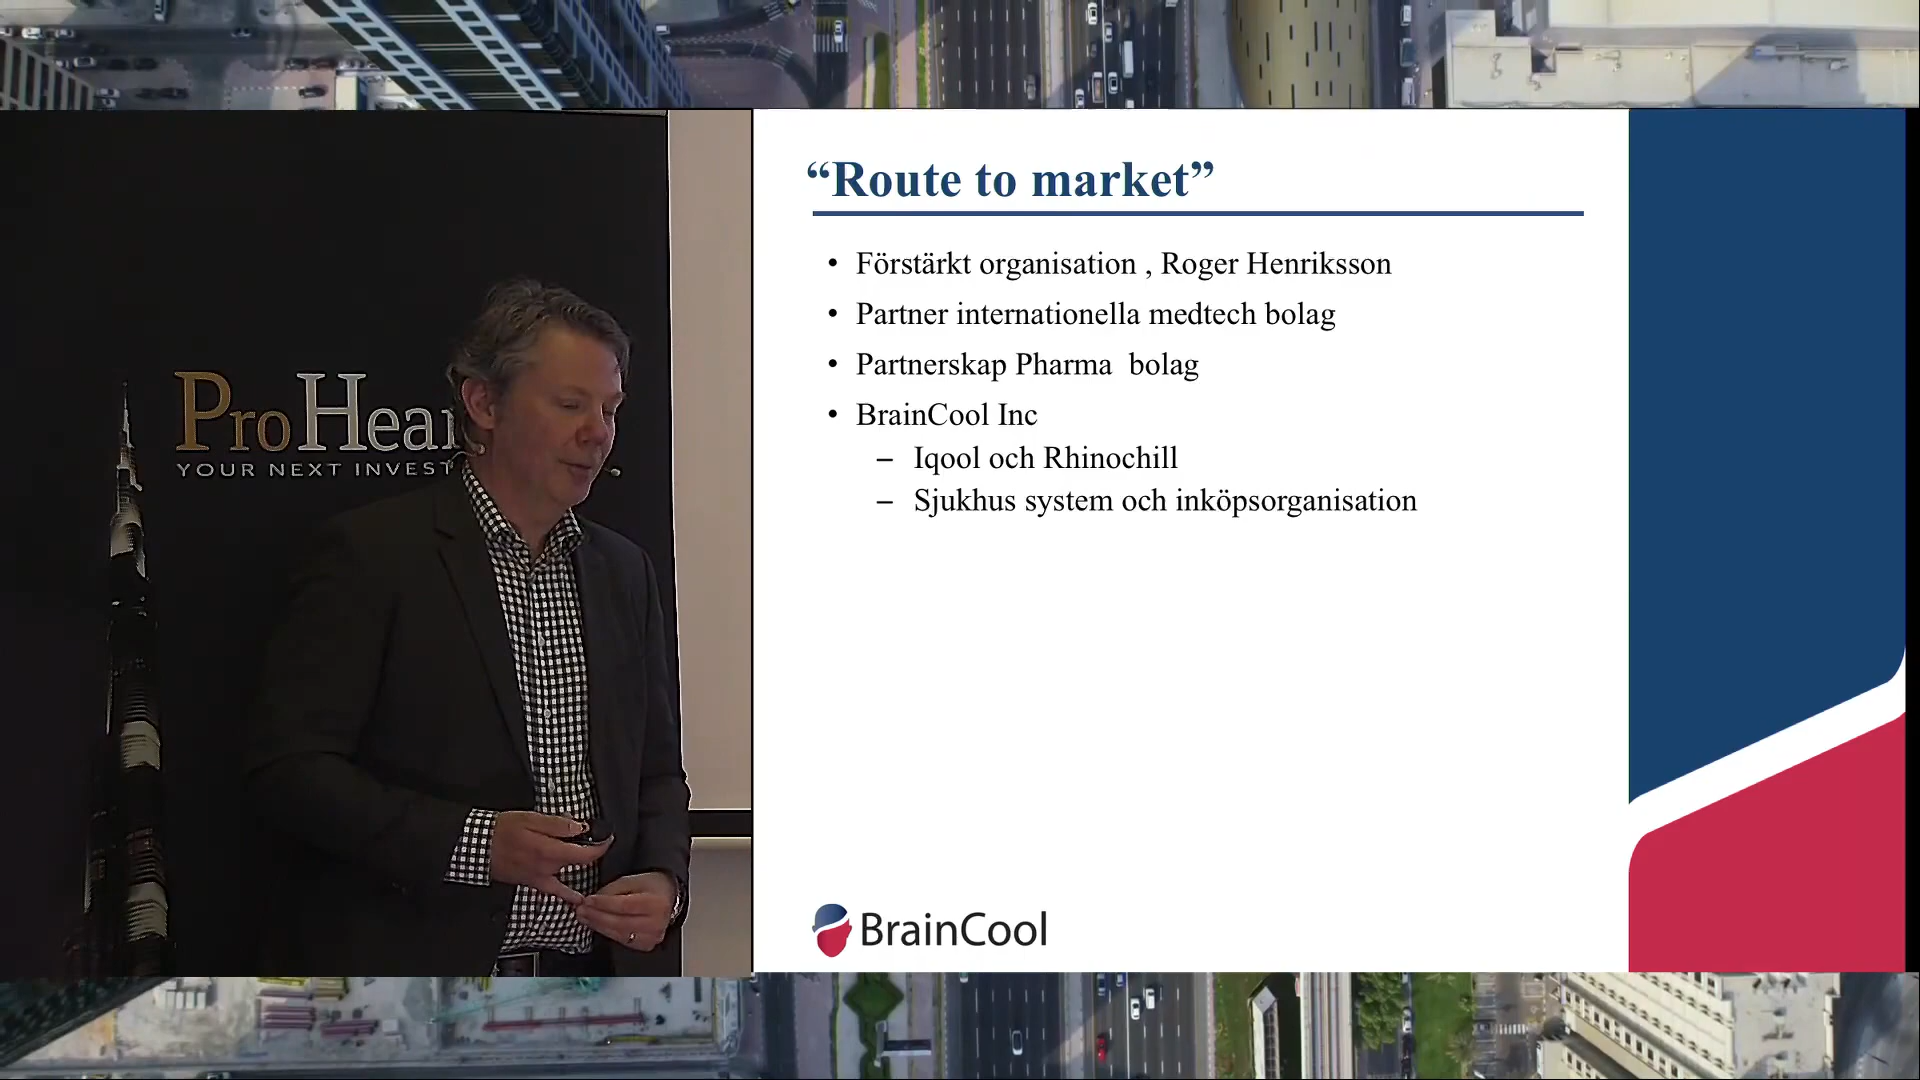 ProHear
YOUR NEXT INVEST
“Route to market”
• Förstärkt organisation , Roger Henriksson
• Partner internationella medtech bolag
• Partnerskap Pharma  bolag
• BrainCool Inc
– Iqool och Rhinochill
– Sjukhus system och inköpsorganisation
BrainCool